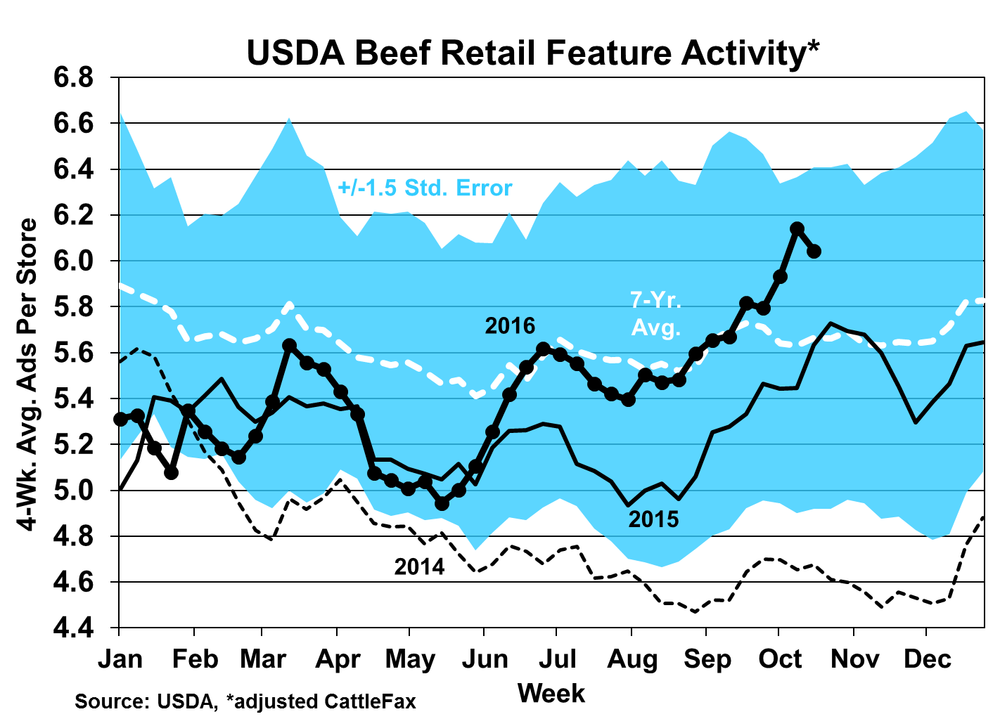 USDA Beef Retail Feature Activity*
4-Wk. Avg. Ads Per Store
6.8
6.6
6.4
6.2
6.0
5.8
5.6
5.4
5.2
5.0
4.8
4.6
4.4
+/-1.5 Std. Error
7-Yr.
Avg.
2016
2015
2014
Jan Feb Mar Apr May Jun Jul Aug Sep Oct Nov Dec
Week
Source: USDA, *adjusted CattleFax